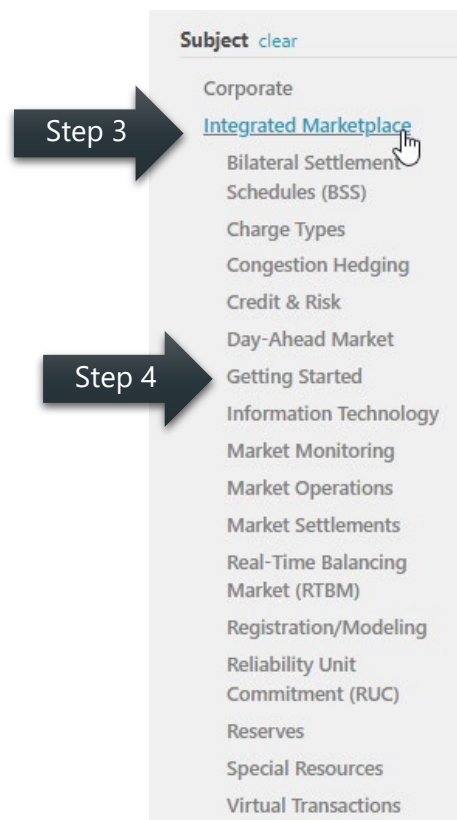 Subject clear
Corporate
Step 3
Integrated Marketplace
Bilateral Settlement
Schedules (BSS)
Charge Types
Congestion Hedging
Credit & Risk
Day-Ahead Market
Step 4
Getting Started
Information Technology
Market Monitoring
Market Operations
Market Settlements
Real-Time Balancing
Market (RTBM)
Registration/Modeling
Reliability Unit
Commitment (RUC)
Reserves
Special Resources
Virtual Transactions